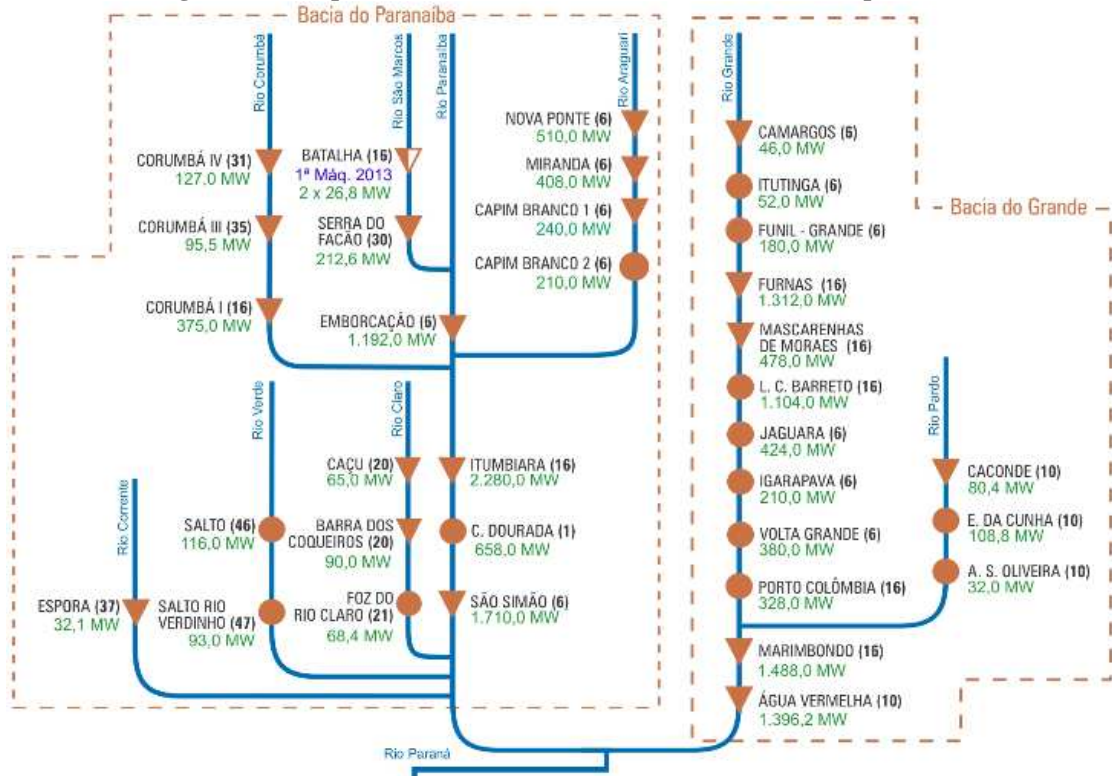 Bacia do Paranaíba
Rio Corumbá
Rio São Marcos
Rio Paranaíba
Rio Araguari
CORUMBÁ IV (31)
127,0 MW
CORUMBÁ III (35)
95,5 MW
CORUMBÁ I (16)
375,0 MW
BATALHA (16)
1ª Máq. 2013
2 x 26,8 MW
SERRA DO
FACÃO (30)
212,6 MW
EMBORCAÇÃO (6)
1.192,0 MW
NOVA PONTE (6)
510,0 MW
MIRANDA (6)
408,0 MW
CAPIM BRANCO 1 (6)
240,0 MW
CAPIM BRANCO 2 (6)
210,0 MW
Rio Corrente
ESPORA (37)
32,1 MW
Rio Verde
SALTO (46)
116,0 MW
SALTO RIO
VERDINHO (47)
93,0 MW
Rio Claro
CAÇU (20)
65,0 MW
BARRA DOS
COQUEIROS (20)
90,0 MW
FOZ DO
RIO CLARO (21)
68,4 MW
ITUMBIARA (16)
2.280,0 MW
C. DOURADA (1)
658,0 MW
SÃO SIMÃO (6)
1.710,0 MW
Rio Grande
CAMARGOS (6)
46,0 MW
ITUTINGA (6)
52,0 MW
FUNIL - GRANDE (6)
180,0 MW
FURNAS (16)
1.312,0 MW
MASCARENHAS
DE MORAES (16)
478,0 MW
L. C. BARRETO (16)
1.104,0 MW
JAGUARA (6)
424,0 MW
IGARAPAVA (6)
210,0 MW
VOLTA GRANDE (6)
380,0 MW
PORTO COLÔMBIA (16)
328,0 MW
MARIMBONDO (16)
1.488,0 MW
ÁGUA VERMELHA (10)
1.396,2 MW
Bacia do Grande
Rio Pardo
CACONDE (10)
80,4 MW
E. DA CUNHA (10)
108,8 MW
A. S. OLIVEIRA (10)
32,0 MW
Rio Paraná